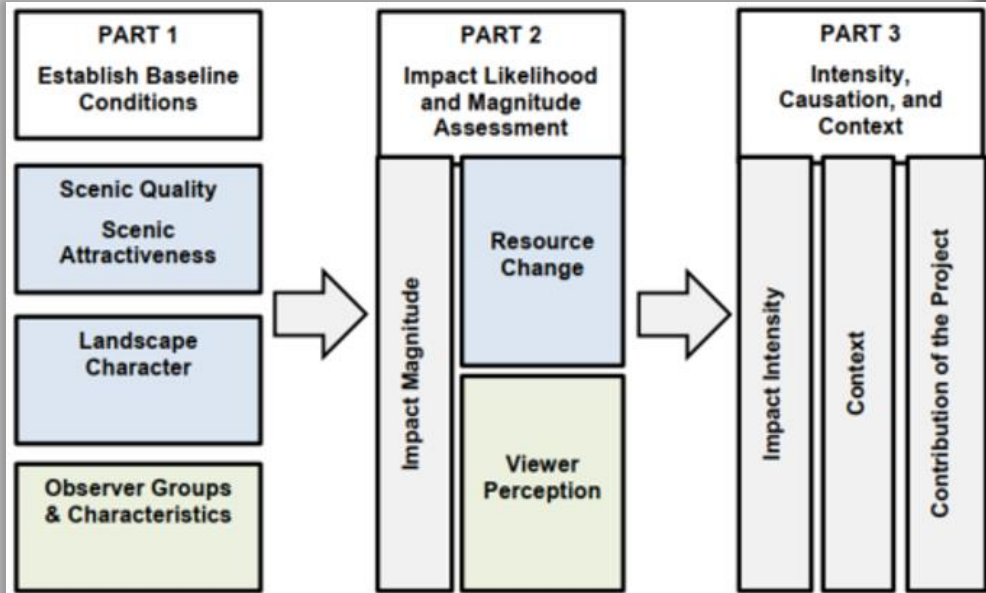 PART 1
Establish Baseline
Conditions
Scenic Quality
Scenic
Attractiveness
Landscape
Character
Observer Groups
& Characteristics
PART 2
Impact Likelihood
and Magnitude
Assessment
Impact Magnitude
Resource
Change
Viewer
Perception
PART 3
Intensity,
Causation, and
Context
Impact Intensity
Context
Contribution of the Project